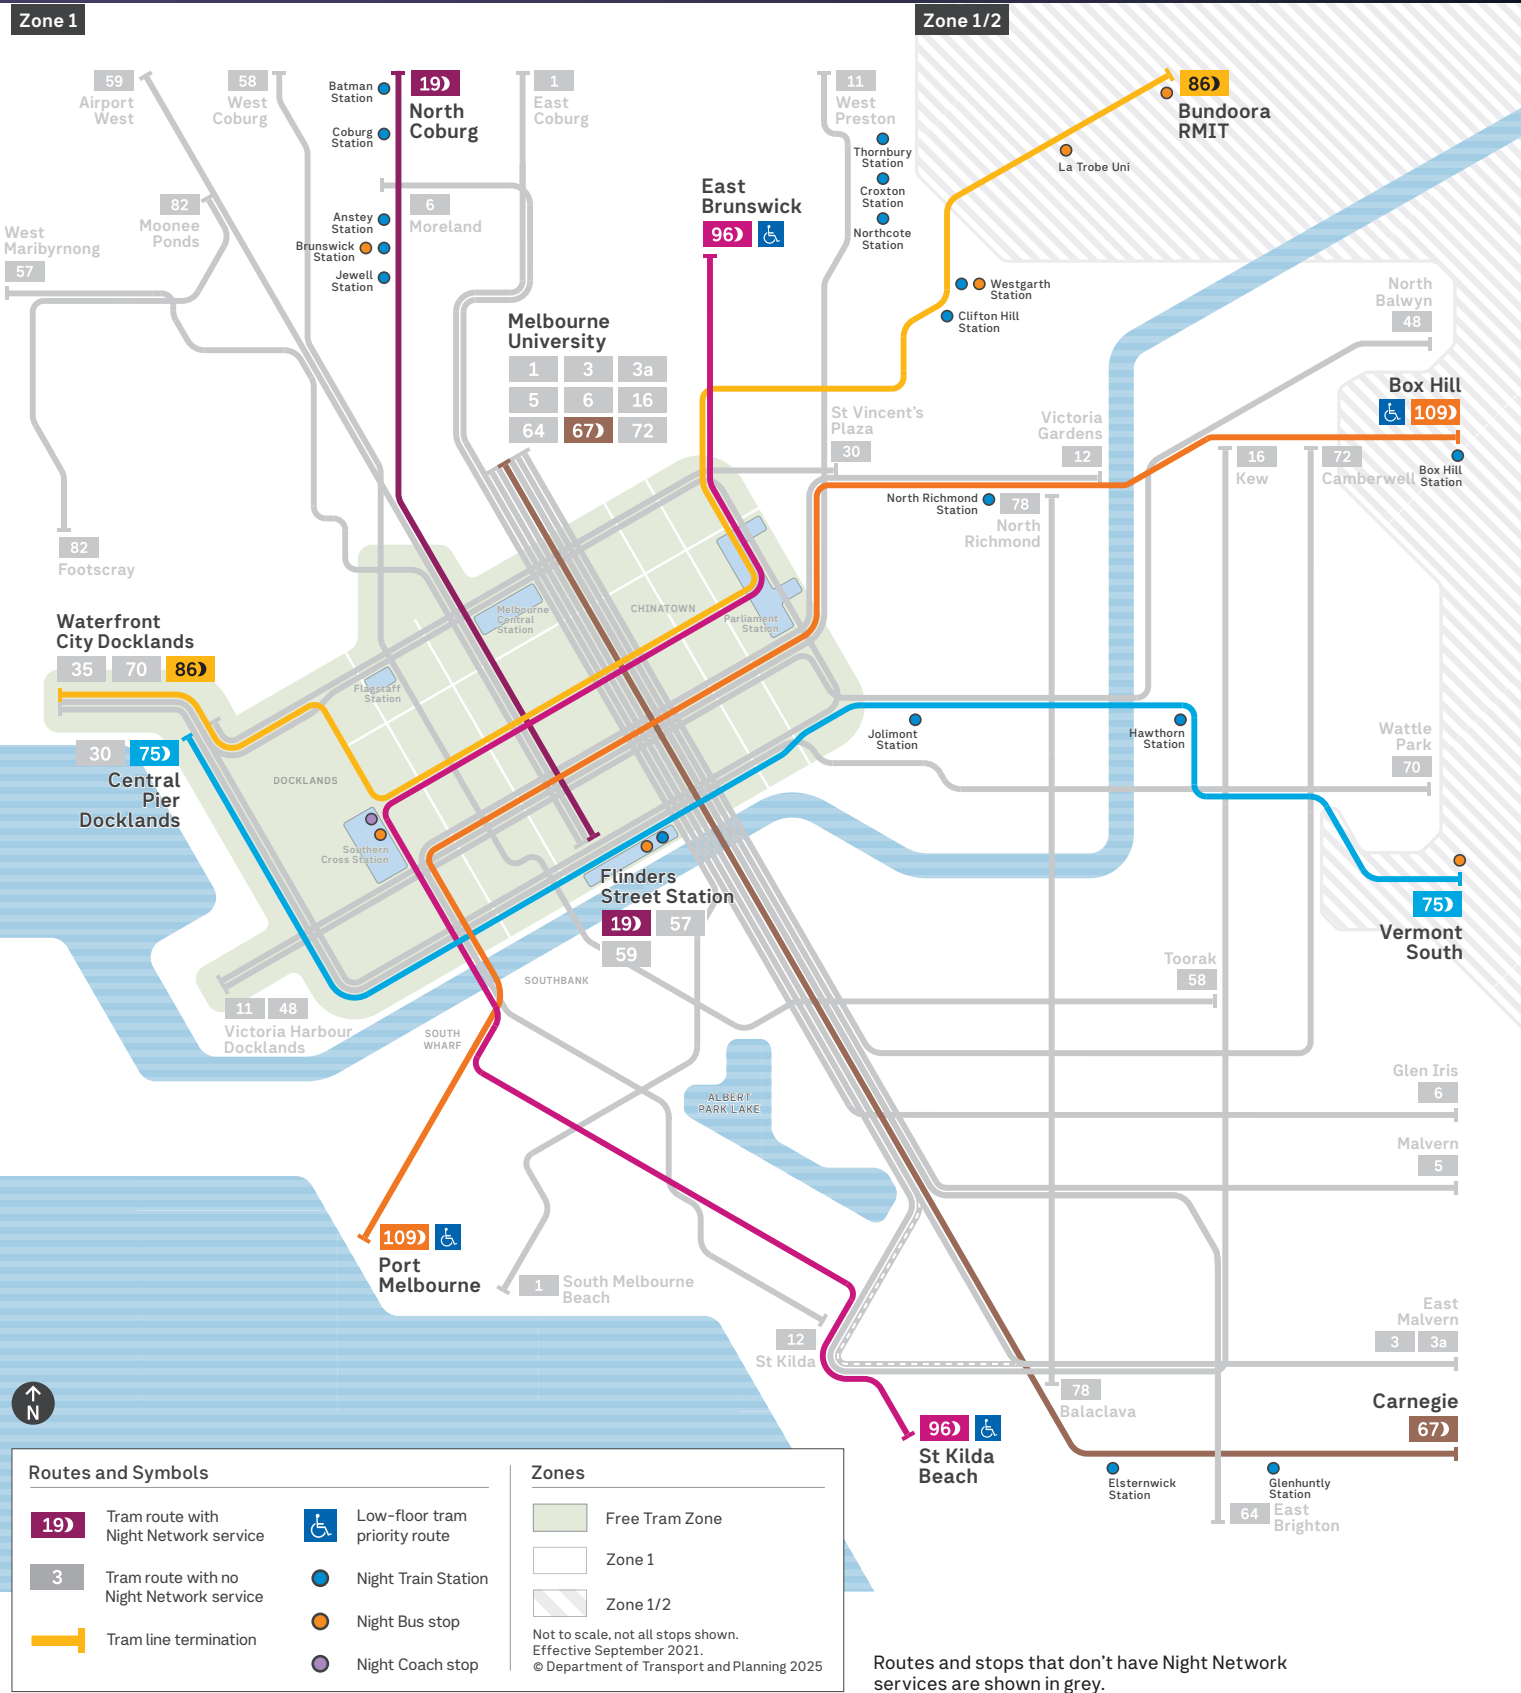 Zone 1
Zone 1/2
59
Airport
West
58
West
Coburg
Batman
Station
19
North
Coburg
Coburg
Station
1
East
Coburg
11
West
Preston
86
Bundoora
RMIT
Thornbury
Station
La Trobe Uni
Croxton
Station
Northcote
Station
82
Moonee
Ponds
6
Moreland
Anstey
Station
Brunswick
Station
Jewell
Station
East
Brunswick
96
West
Maribyrnong
57
Westgarth
Station
Clifton Hill
Station
North
Balwyn
48
Melbourne
University
1 3 3a
5 6 16
64 67 72
Box Hill
109
Box Hill
Station
St Vincent's
Plaza
30
Victoria
Gardens
12
16
Kew
72
Camberwell
North Richmond
Station
78
North
Richmond
82
Footscray
Waterfront
City Docklands
35 70 86
Melbourne
Central
Station
CHINATOWN
Parliament
Station
Flagstaff
Station
30 75
Central
Pier
Docklands
DOCKLANDS
Jolimont
Station
Hawthorn
Station
Wattle
Park
70
Southern
Cross Station
Flinders
Street Station
19 57
59
75
Vermont
South
Toorak
58
SOUTHBANK
11 48
Victoria Harbour
Docklands
SOUTH
WHARF
ALBERT
PARK LAKE
Glen Iris
6
Malvern
5
109
Port
Melbourne
1
South Melbourne
Beach
12
St Kilda
East
Malvern
3 3a
78
Balaclava
Carnegie
67
96
St Kilda
Beach
Elsternwick
Station
Glenhuntly
Station
64
East
Brighton
N
Routes and Symbols
19
Tram route with
Night Network service
3
Tram route with no
Night Network service
Tram line termination
Low-floor tram
priority route
Night Train Station
Night Bus stop
Night Coach stop
Zones
Free Tram Zone
Zone 1
Zone 1/2
Not to scale, not all stops shown.
Effective September 2021.
© Department of Transport and Planning 2025
Routes and stops that don't have Night Network
services are shown in grey.